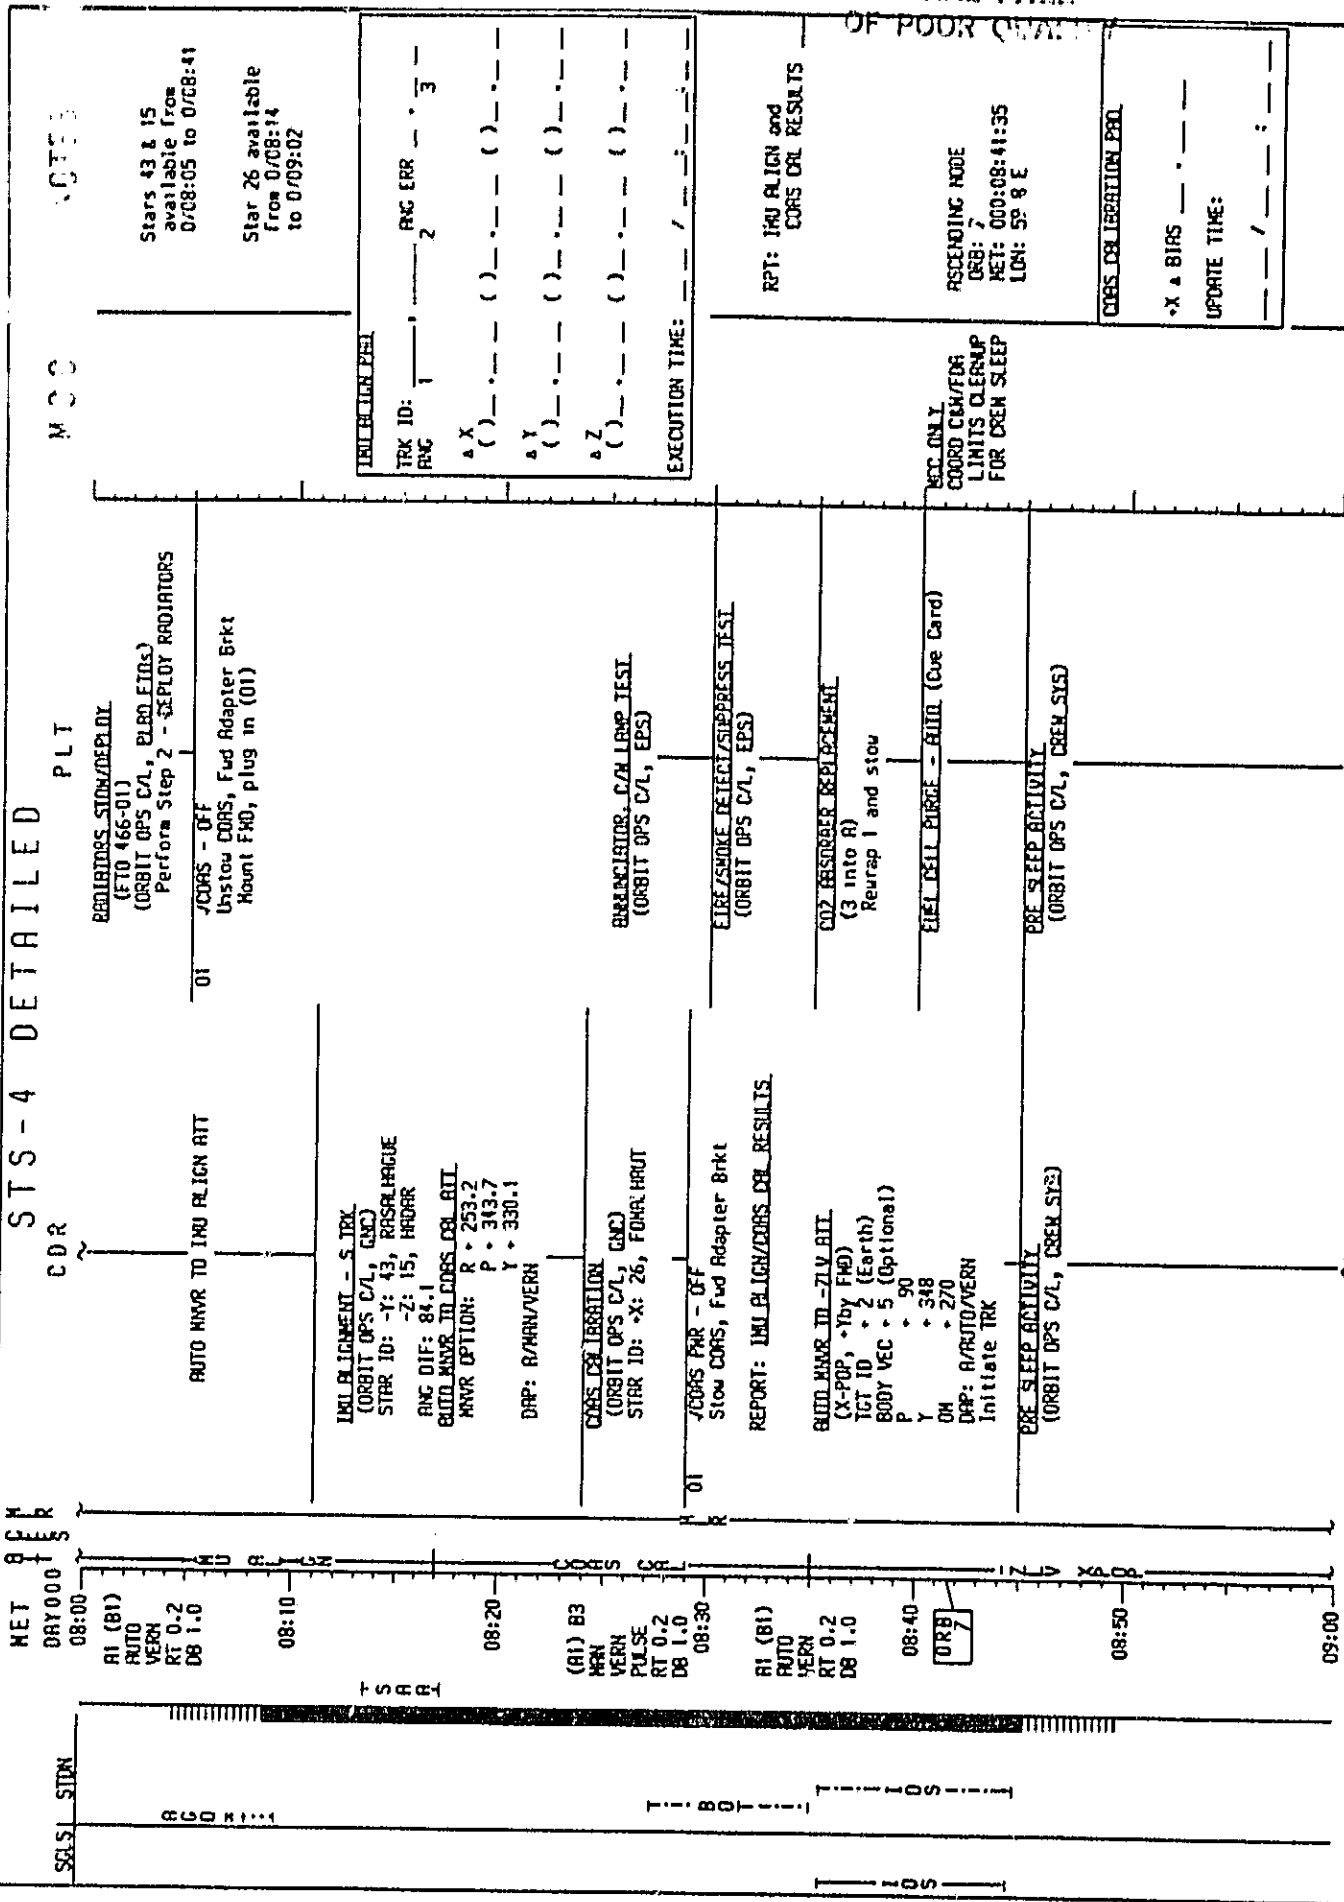 OF POOR
STS-4 DETAILED
MET
DAY000
CDR
PLT
MCC
SGLS
STDN
08:00
A1 (B1)
AUTO
VERN
RT 0.2
DB 1.0
08:10
08:20
(A1) B3
MAN
VERN
PULSE
RT 0.2
DB 1.0
08:30
A1 (B1)
AUTO
VERN
RT 0.2
DB 1.0
08:40
ORB
7
08:50
09:00
AGO
SAA
BO
IOS
IOS
COAS CAL
-ZLV XPOP
AUTO MNVR TO IMU ALIGN ATT
IMU ALIGNMENT - S TRK
(ORBIT OPS C/L, GNC)
STAR ID: -Y: 43, RASALHAGUE
-Z: 15, HADAR
ANG DIF: 84.1
AUTO MNVR TO COAS CAL ATT
MNVR OPTION: R + 253.2
P + 343.7
Y + 330.1
DAP: B/MAN/VERN
COAS CALIBRATION
(ORBIT OPS C/L, GNC)
STAR ID: +X: 26, FOMALHAUT
01
√COAS PWR - OFF
Stow COAS, Fwd Adapter Brkt
REPORT: IMU ALIGN/COAS CAL RESULTS
AUTO MNVR TO -ZLV ATT
(X-POP, +Yby FWD)
TGT ID + 2 (Earth)
BODY VEC + 5 (Optional)
P + 90
Y + 348
OM + 270
DAP: A/AUTO/VERN
Initiate TRK
PRE SLEEP ACTIVITY
(ORBIT OPS C/L, CREW SYS)
RADIATORS STOW/DEPLOY
(FTO 466-01)
(ORBIT OPS C/L, PLBD FTOs)
Perform Step 2 - DEPLOY RADIATORS
01
√COAS - OFF
Unstow COAS, Fwd Adapter Brkt
Mount FWD, plug in (01)
ANNUNCIATOR, C/W LAMP TEST
(ORBIT OPS C/L, EPS)
FIRE/SMOKE DETECT/SUPPRESS TEST
(ORBIT OPS C/L, EPS)
CO2 ABSORBER REPLACEMENT
(3 into A)
Rewrap 1 and stow
FUEL CELL PURGE - AUTO (Cue Card)
PRE SLEEP ACTIVITY
(ORBIT OPS C/L, CREW SYS)
MCC ONLY
COORD C&W/FDA
LIMITS CLEANUP
FOR CREW SLEEP
Stars 43 & 15
available from
0/08:05 to 0/08:41
Star 26 available
From 0/08:14
to 0/09:02
IMU ALIGN PAD
TRK ID: ___, ___ ANG ERR _ . _ _
ANG 1 2 3
Δ X
( )_ . _ _ ( )_ . _ _ ( )_ . _ _
Δ Y
( )_ . _ _ ( )_ . _ _ ( )_ . _ _
Δ Z
( )_ . _ _ ( )_ . _ _ ( )_ . _ _
EXECUTION TIME: _ _ / _ _ : _ _ : _ _
RPT: IMU ALIGN and
COAS CAL RESULTS
ASCENDING NODE
ORB: 7
MET: 000:08:41:35
LON: 59.8 E
COAS CALIBRATION PAD
+X Δ BIAS _ _ . _ _
UPDATE TIME:
_ _ _ / _ _ : _ _